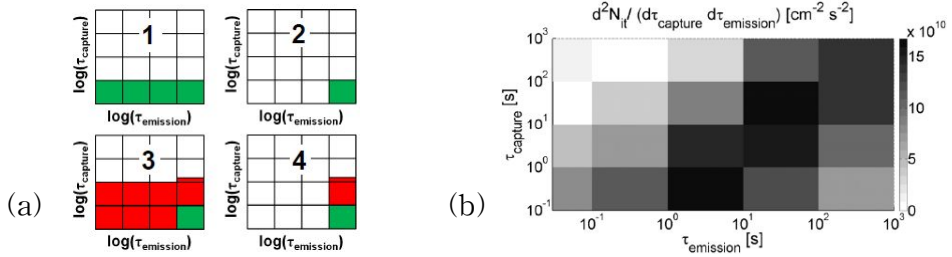 (a)
1
log(τcapture)
log(τemission)
2
log(τcapture)
log(τemission)
3
log(τcapture)
log(τemission)
4
log(τcapture)
log(τemission)
(b)
d²Nit/ (dτcapture dτemission) [cm⁻² s⁻²]
x 10¹⁰
τcapture [s]
10³
10²
10¹
10⁰
10⁻¹
10⁻¹ 10⁰ 10¹ 10² 10³
τemission [s]
15
10
5
0